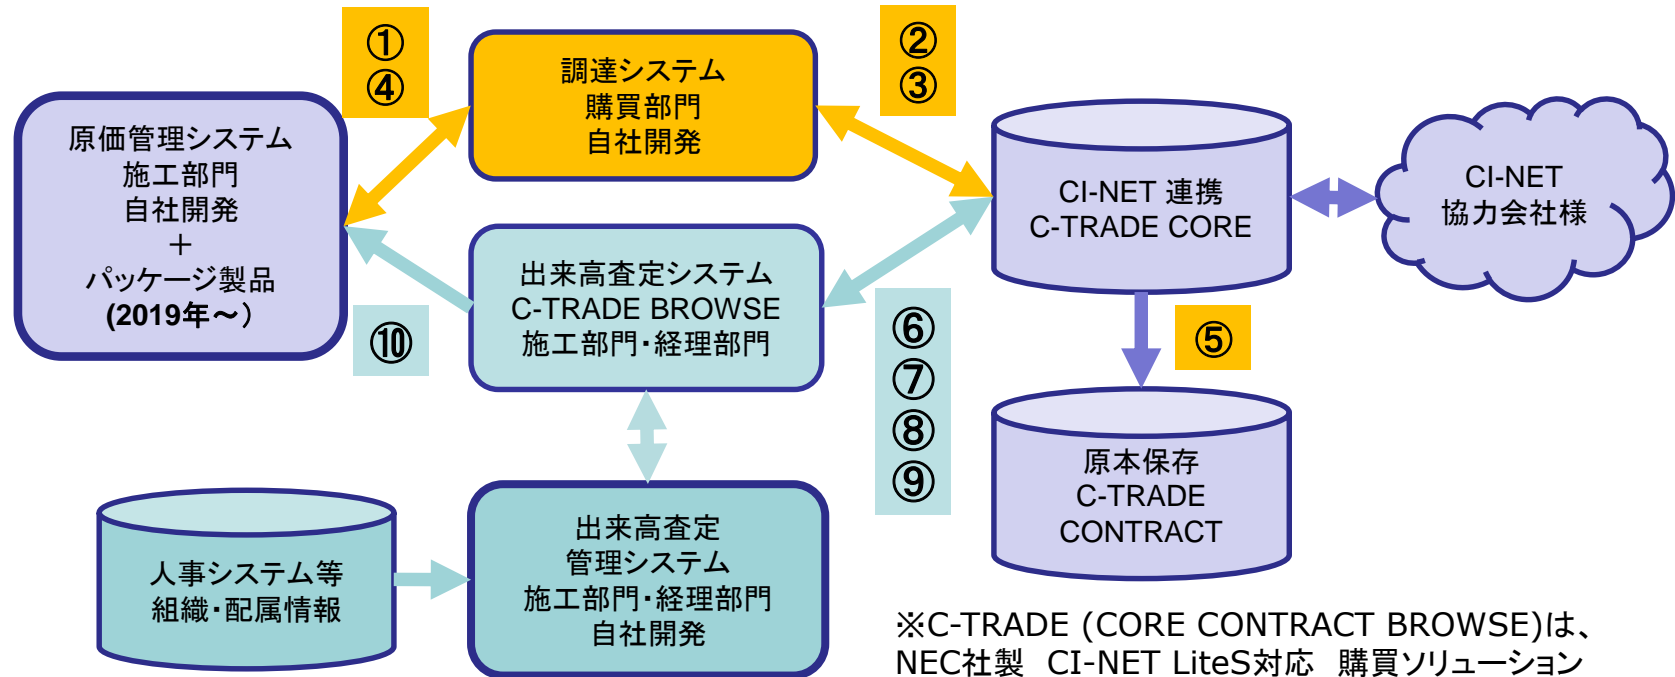 ①
④
調達システム
購買部門
自社開発
②
③
原価管理システム
施工部門
自社開発
＋
パッケージ製品
(2019年～)
CI-NET 連携
C-TRADE CORE
CI-NET
協力会社様
出来高査定システム
C-TRADE BROWSE
施工部門・経理部門
⑩
⑥
⑦
⑧
⑨
⑤
原本保存
C-TRADE
CONTRACT
人事システム等
組織・配属情報
出来高査定
管理システム
施工部門・経理部門
自社開発
※C-TRADE (CORE CONTRACT BROWSE)は、
NEC社製 CI-NET LiteS対応 購買ソリューション